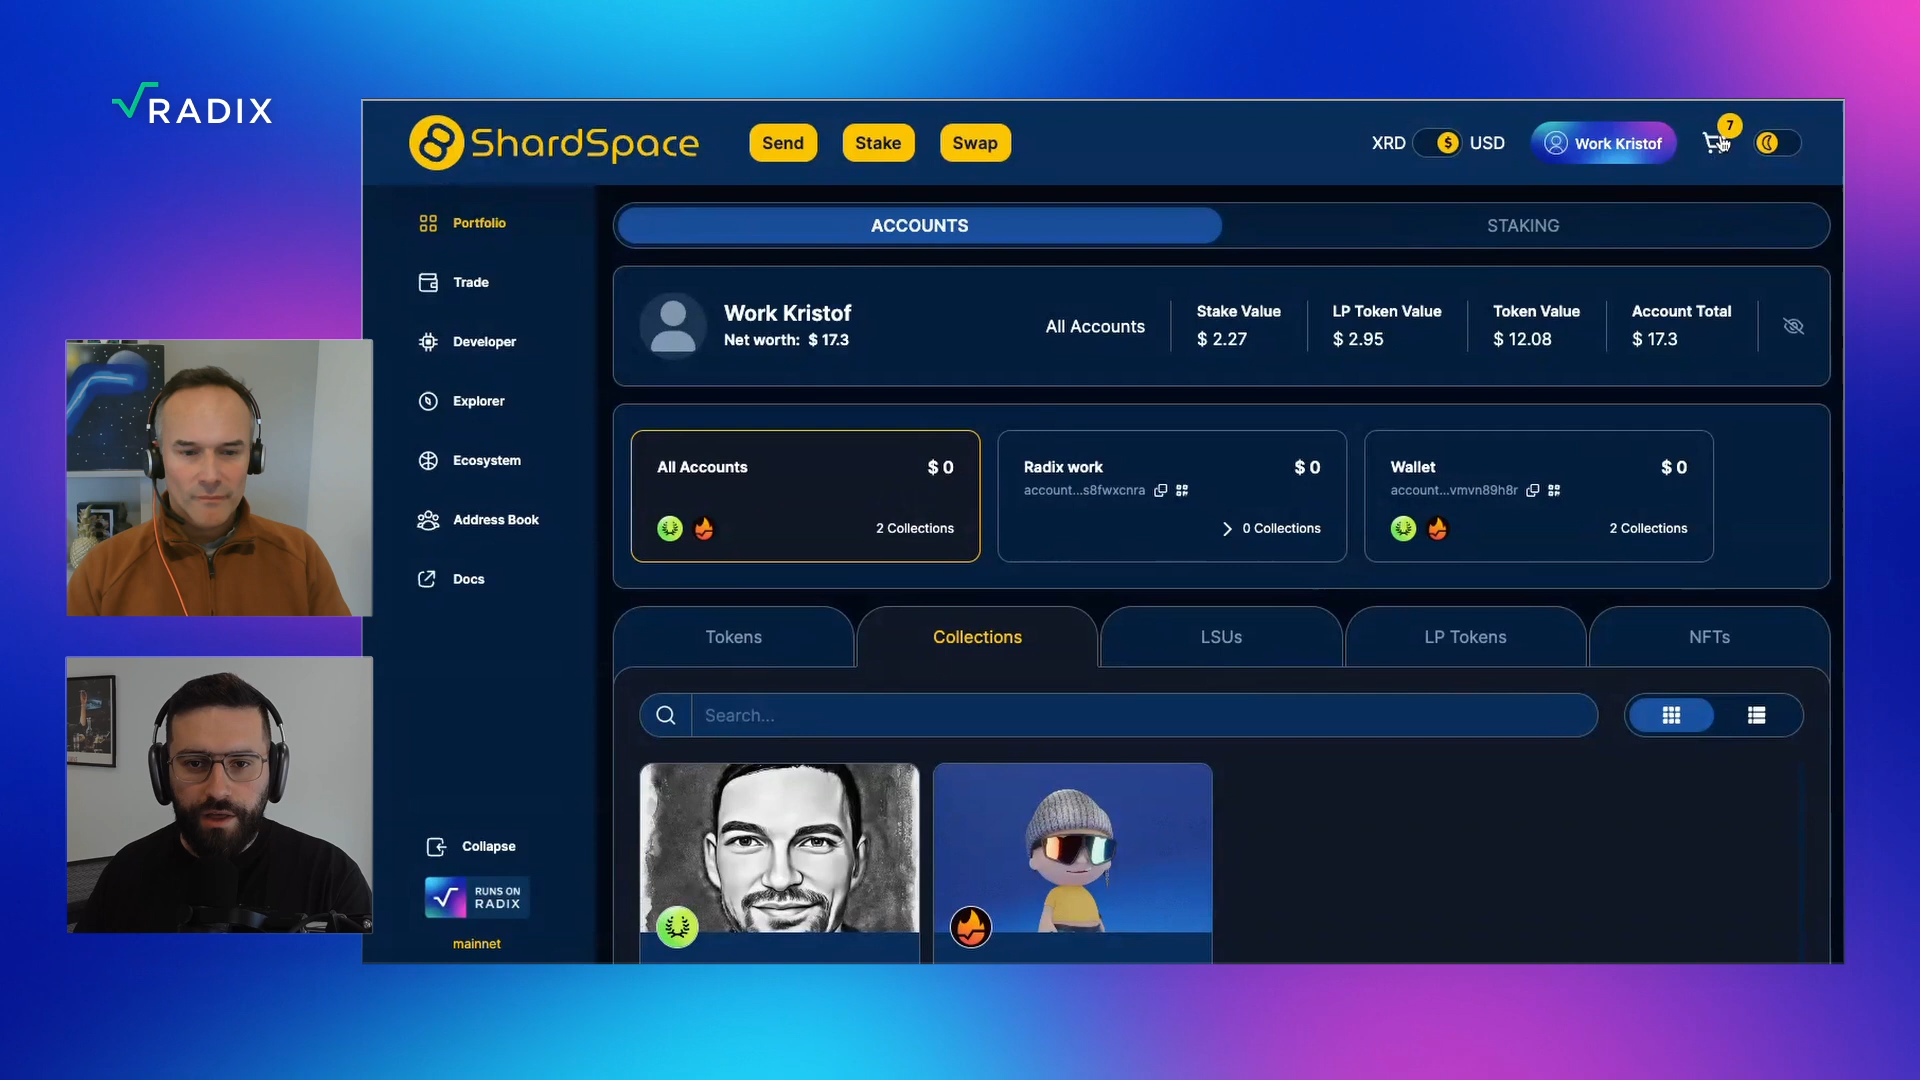 RADIX
ShardSpace
Send
Stake
Swap
XRD
$
USD
Work Kristof
7
Portfolio
Trade
Developer
Explorer
Ecosystem
Address Book
Docs
Collapse
RUNS ON
RADIX
mainnet
ACCOUNTS
STAKING
Work Kristof
Net worth: $ 17.3
All Accounts
Stake Value
$ 2.27
LP Token Value
$ 2.95
Token Value
$ 12.08
Account Total
$ 17.3
All Accounts
$ 0
2 Collections
Radix work
$ 0
account...s8fwxcnra
0 Collections
Wallet
$ 0
account...vmvn89h8r
2 Collections
Tokens
Collections
LSUs
LP Tokens
NFTs
Search...